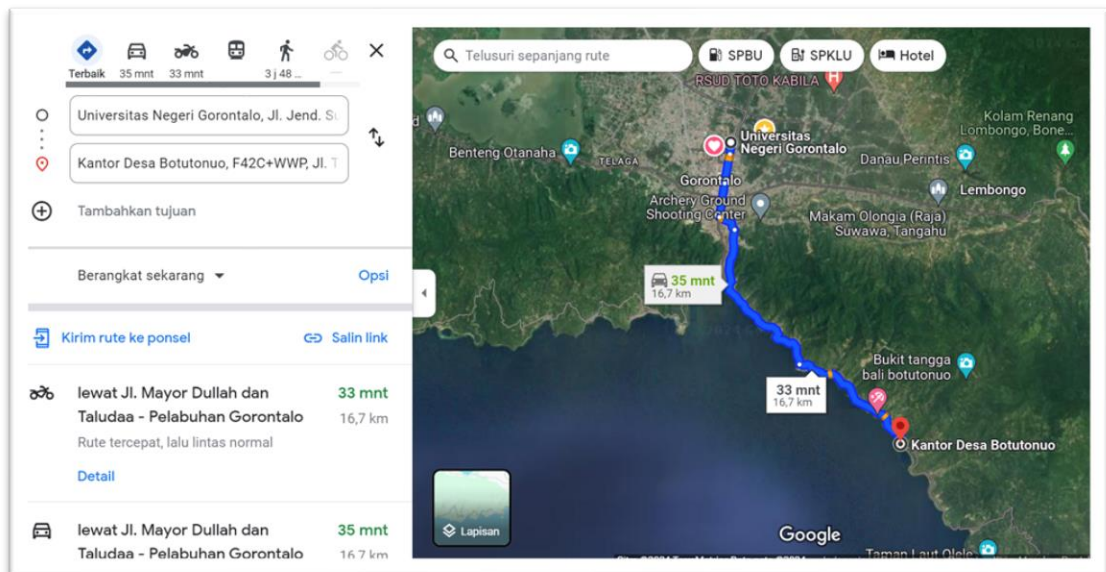 Terbaik
35 mnt
33 mnt
3 j 48 ...
Universitas Negeri Gorontalo, Jl. Jend. Su
Kantor Desa Botutonuo, F42C+WWP, Jl. T
Tambahkan tujuan
Berangkat sekarang
Opsi
Kirim rute ke ponsel
Salin link
lewat Jl. Mayor Dullah dan
33 mnt
Taludaa - Pelabuhan Gorontalo
16,7 km
Rute tercepat, lalu lintas normal
Detail
lewat Jl. Mayor Dullah dan
35 mnt
Taludaa - Pelabuhan Gorontalo
16,7 km
Telusuri sepanjang rute
SPBU
SPKLU
Hotel
RSUD TOTO KABILA
Kolam Renang
Lombongo, Bone...
Universitas
Negeri Gorontalo
Benteng Otanaha
TELAGA
Danau Perintis
Gorontalo
Lembongo
Archery Ground
Shooting Center
Makam Olongia (Raja)
Suwawa, Tangahu
35 mnt
16,7 km
Bukit tangga
bali botutonuo
33 mnt
16,7 km
Kantor Desa Botutonuo
Lapisan
Google
Taman Laut Olele